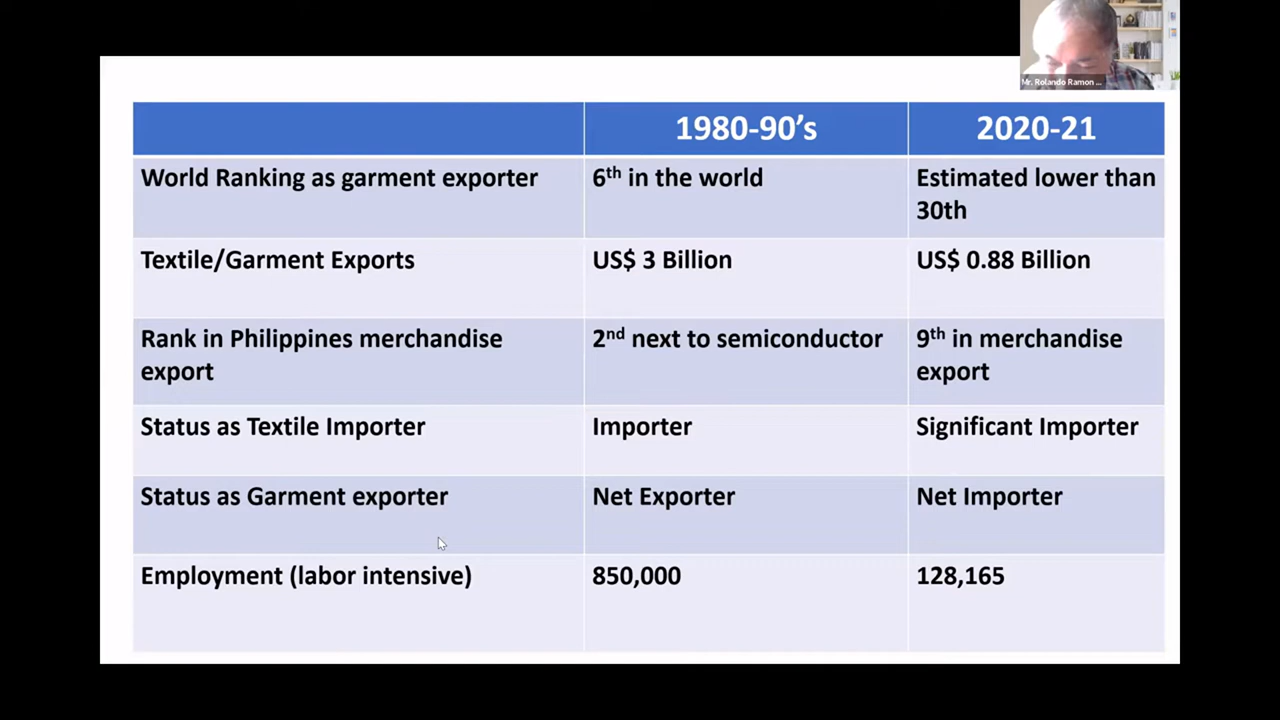 Mr. Rolando Ramon ...
1980-90’s
2020-21
World Ranking as garment exporter
6th in the world
Estimated lower than
30th
Textile/Garment Exports
US$ 3 Billion
US$ 0.88 Billion
Rank in Philippines merchandise
export
2nd next to semiconductor
9th in merchandise
export
Status as Textile Importer
Importer
Significant Importer
Status as Garment exporter
Net Exporter
Net Importer
Employment (labor intensive)
850,000
128,165